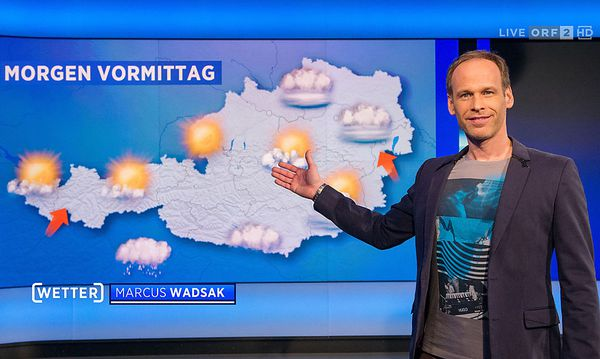 LIVE ORF 2 HD
MORGEN VORMITTAG
[WETTER] MARCUS WADSAK